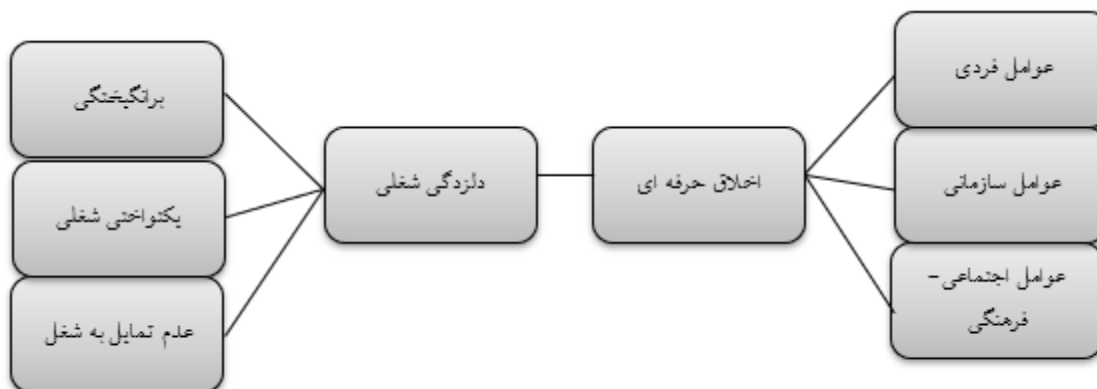 عوامل فردی
عوامل سازمانی
عوامل اجتماعی-
فرهنگی
اخلاق حرفه ای
دلزدگی شغلی
برانگیختگی
یکنواختی شغلی
عدم تمایل به شغل